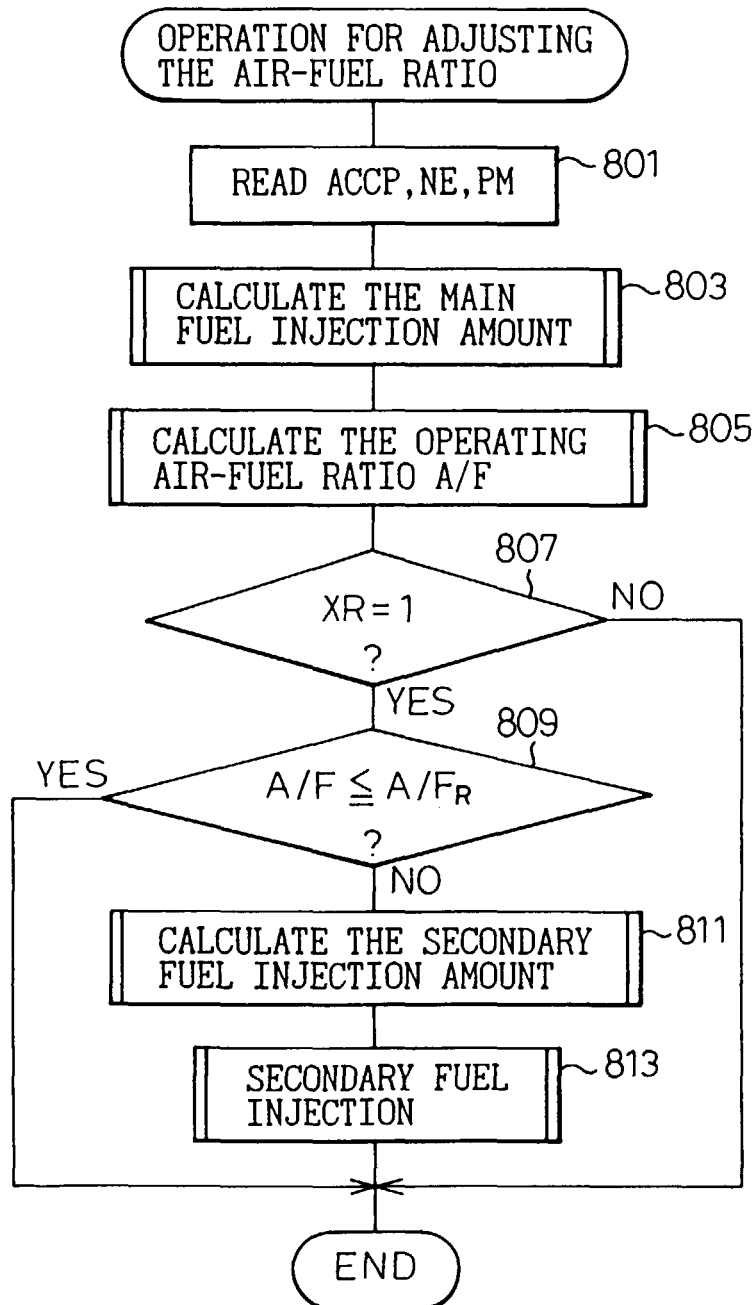 OPERATION FOR ADJUSTING
THE AIR-FUEL RATIO
READ ACCP,NE,PM
801
CALCULATE THE MAIN
FUEL INJECTION AMOUNT
803
CALCULATE THE OPERATING
AIR-FUEL RATIO A/F
805
807
XR=1
?
NO
YES
809
YES
A/F ≦ A/FR
?
NO
CALCULATE THE SECONDARY
FUEL INJECTION AMOUNT
811
SECONDARY FUEL
INJECTION
813
END